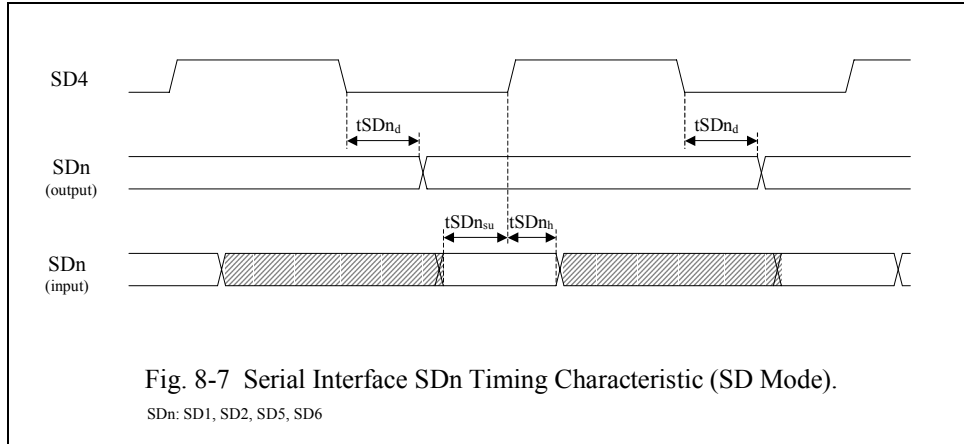 SD4
tSDnd tSDnd
SDn
(output)
tSDnsu tSDnh
SDn
(input)
Fig. 8-7 Serial Interface SDn Timing Characteristic (SD Mode).
SDn: SD1, SD2, SD5, SD6